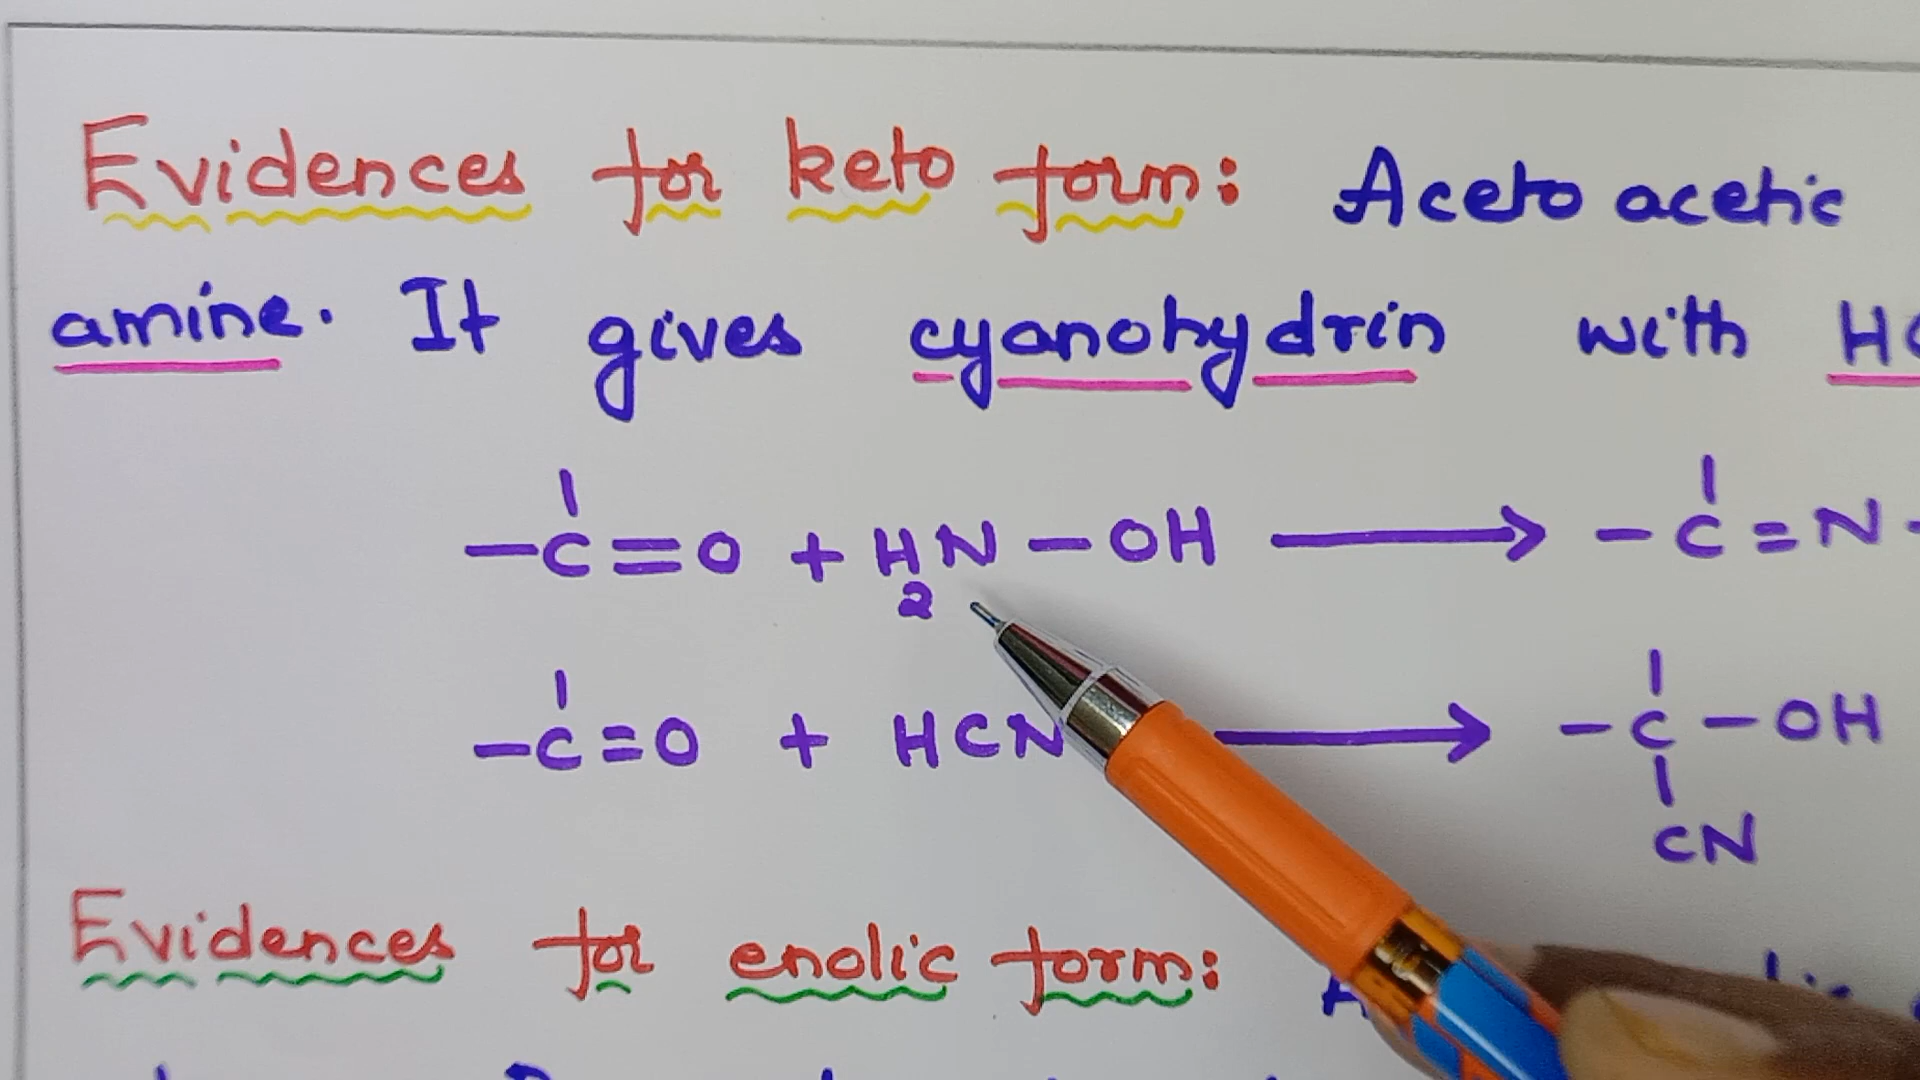 Evidences for keto form: Aceto acetic
amine. It gives cyanohydrin with
-C=O + H2N-OH → -C=N-
-C=O + HCN → -C-OH
CN
Evidences for enolic form: